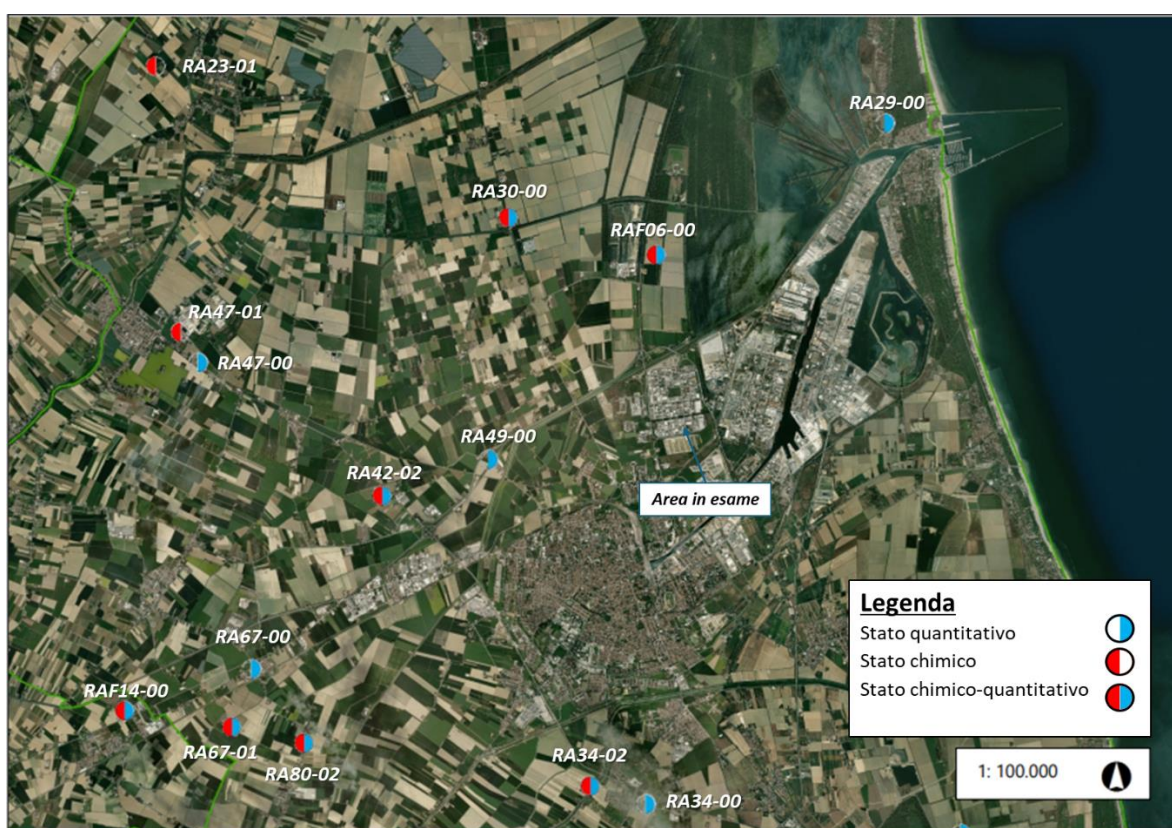 RA23-01
RA29-00
RA30-00
RAF06-00
RA47-01
RA47-00
RA49-00
RA42-02
Area in esame
RA67-00
RAF14-00
RA67-01
RA80-02
RA34-02
RA34-00
Legenda
Stato quantitativo
Stato chimico
Stato chimico-quantitativo
1: 100.000